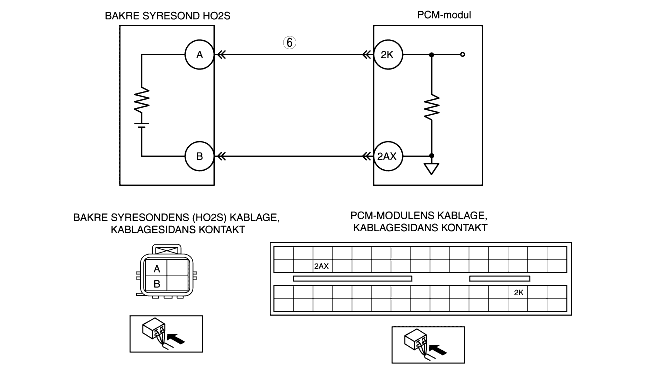 BAKRE SYRESOND HO2S
PCM-modul
A
6
2K
B
2AX
BAKRE SYRESONDENS (HO2S) KABLAGE,
KABLAGESIDANS KONTAKT
PCM-MODULENS KABLAGE,
KABLAGESIDANS KONTAKT
A
B
2AX
2K